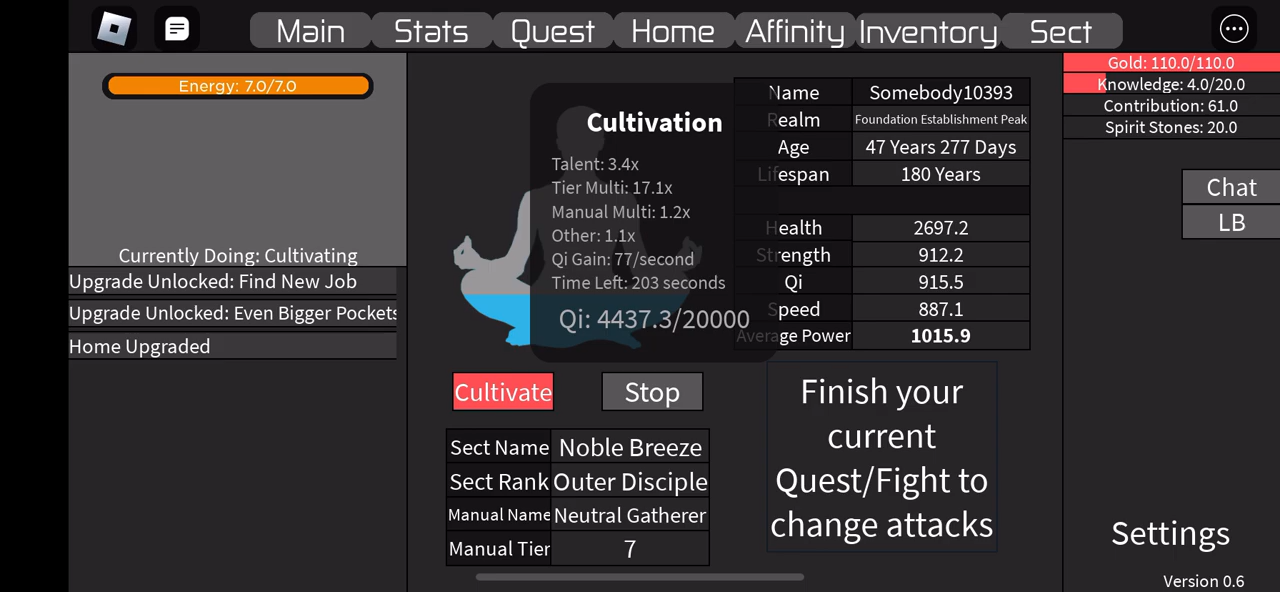 Main Stats Quest Home Affinity Inventory Sect
Energy: 7.0/7.0
Currently Doing: Cultivating
Upgrade Unlocked: Find New Job
Upgrade Unlocked: Even Bigger Pockets
Home Upgraded
Cultivation
Talent: 3.4x
Tier Multi: 17.1x
Manual Multi: 1.2x
Other: 1.1x
Qi Gain: 77/second
Time Left: 203 seconds
Qi: 4437.3/20000
Name Somebody10393
Realm Foundation Establishment Peak
Age 47 Years 277 Days
Lifespan 180 Years
Health 2697.2
Strength 912.2
Qi 915.5
Speed 887.1
Average Power 1015.9
Cultivate Stop
Sect Name Noble Breeze
Sect Rank Outer Disciple
Manual Name Neutral Gatherer
Manual Tier 7
Finish your
current
Quest/Fight to
change attacks
Gold: 110.0/110.0
Knowledge: 4.0/20.0
Contribution: 61.0
Spirit Stones: 20.0
Chat
LB
Settings
Version 0.6